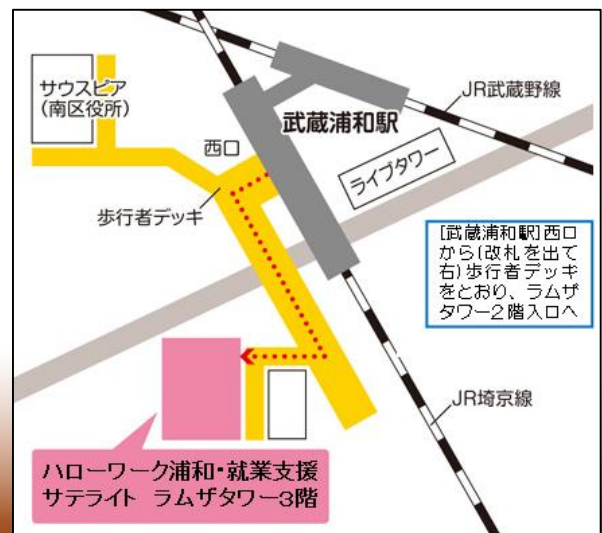 サウスピア
(南区役所)
JR武蔵野線
武蔵浦和駅
西口
ライブタワー
歩行者デッキ
[武蔵浦和駅]西口
から(改札を出て
右)歩行者デッキ
をとおり、ラムザ
タワー2階入口へ
JR埼京線
ハローワーク浦和・就業支援
サテライト ラムザタワー3階